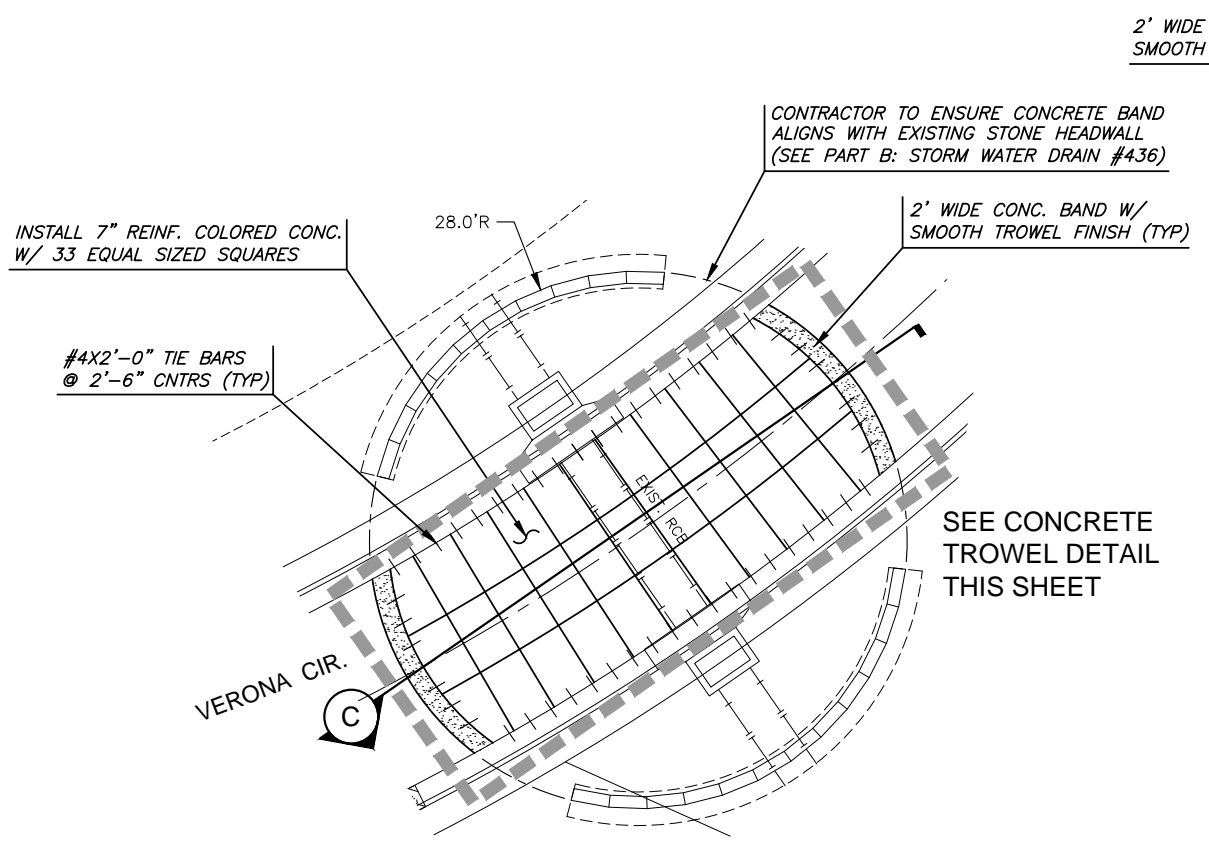 2' WIDE
SMOOTH
CONTRACTOR TO ENSURE CONCRETE BAND
ALIGNS WITH EXISTING STONE HEADWALL
(SEE PART B: STORM WATER DRAIN #436)
2' WIDE CONC. BAND W/
SMOOTH TROWEL FINISH (TYP)
28.0'R
INSTALL 7" REINF. COLORED CONC.
W/ 33 EQUAL SIZED SQUARES
#4X2'-0" TIE BARS
@ 2'-6" CNTRS (TYP)
EXIST. RCB
SEE CONCRETE
TROWEL DETAIL
THIS SHEET
VERONA CIR.
C